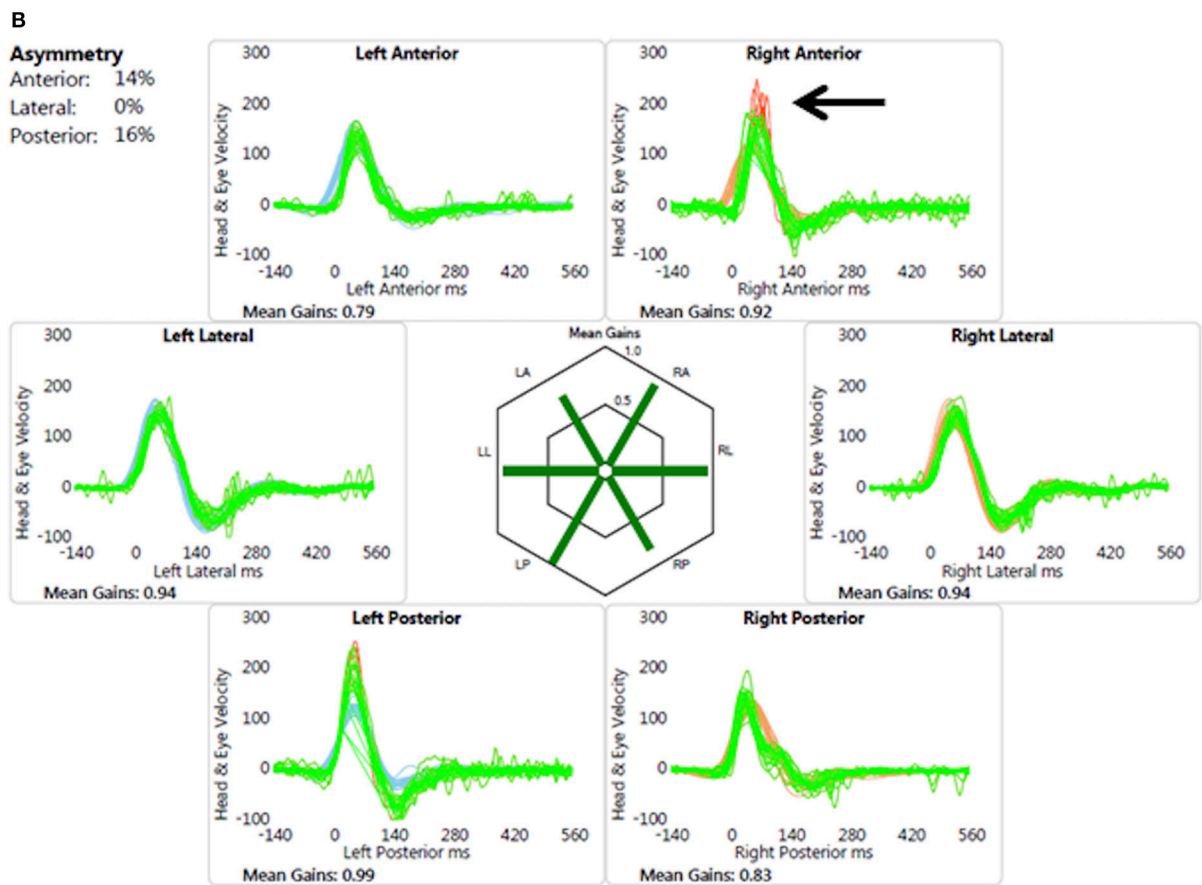 B
Asymmetry
Anterior: 14%
Lateral: 0%
Posterior: 16%
Left Anterior
300
200
100
0
-100
Head & Eye Velocity
-140 0 140 280 420 560
Left Anterior ms
Mean Gains: 0.79
Right Anterior
300
200
100
0
-100
Head & Eye Velocity
-140 0 140 280 420 560
Right Anterior ms
Mean Gains: 0.92
Left Lateral
300
200
100
0
-100
Head & Eye Velocity
-140 0 140 280 420 560
Left Lateral ms
Mean Gains: 0.94
Mean Gains
1.0
0.5
LA
RA
LL
RL
LP
RP
Right Lateral
300
200
100
0
-100
Head & Eye Velocity
-140 0 140 280 420 560
Right Lateral ms
Mean Gains: 0.94
Left Posterior
300
200
100
0
-100
Head & Eye Velocity
-140 0 140 280 420 560
Left Posterior ms
Mean Gains: 0.99
Right Posterior
300
200
100
0
-100
Head & Eye Velocity
-140 0 140 280 420 560
Right Posterior ms
Mean Gains: 0.83